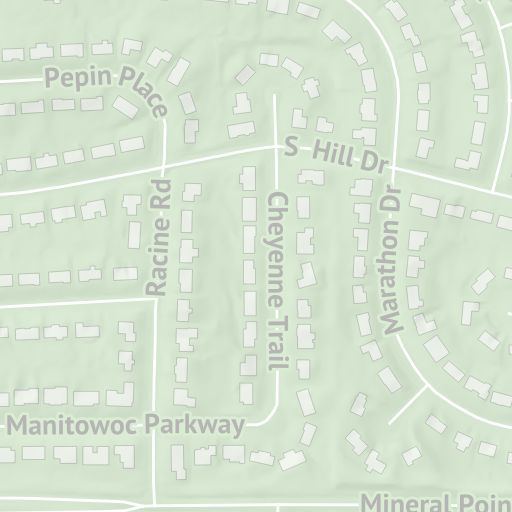 Pepin Place
S Hill Dr
Racine Rd
Cheyenne Trail
Marathon Dr
Manitowoc Parkway
Mineral Poin